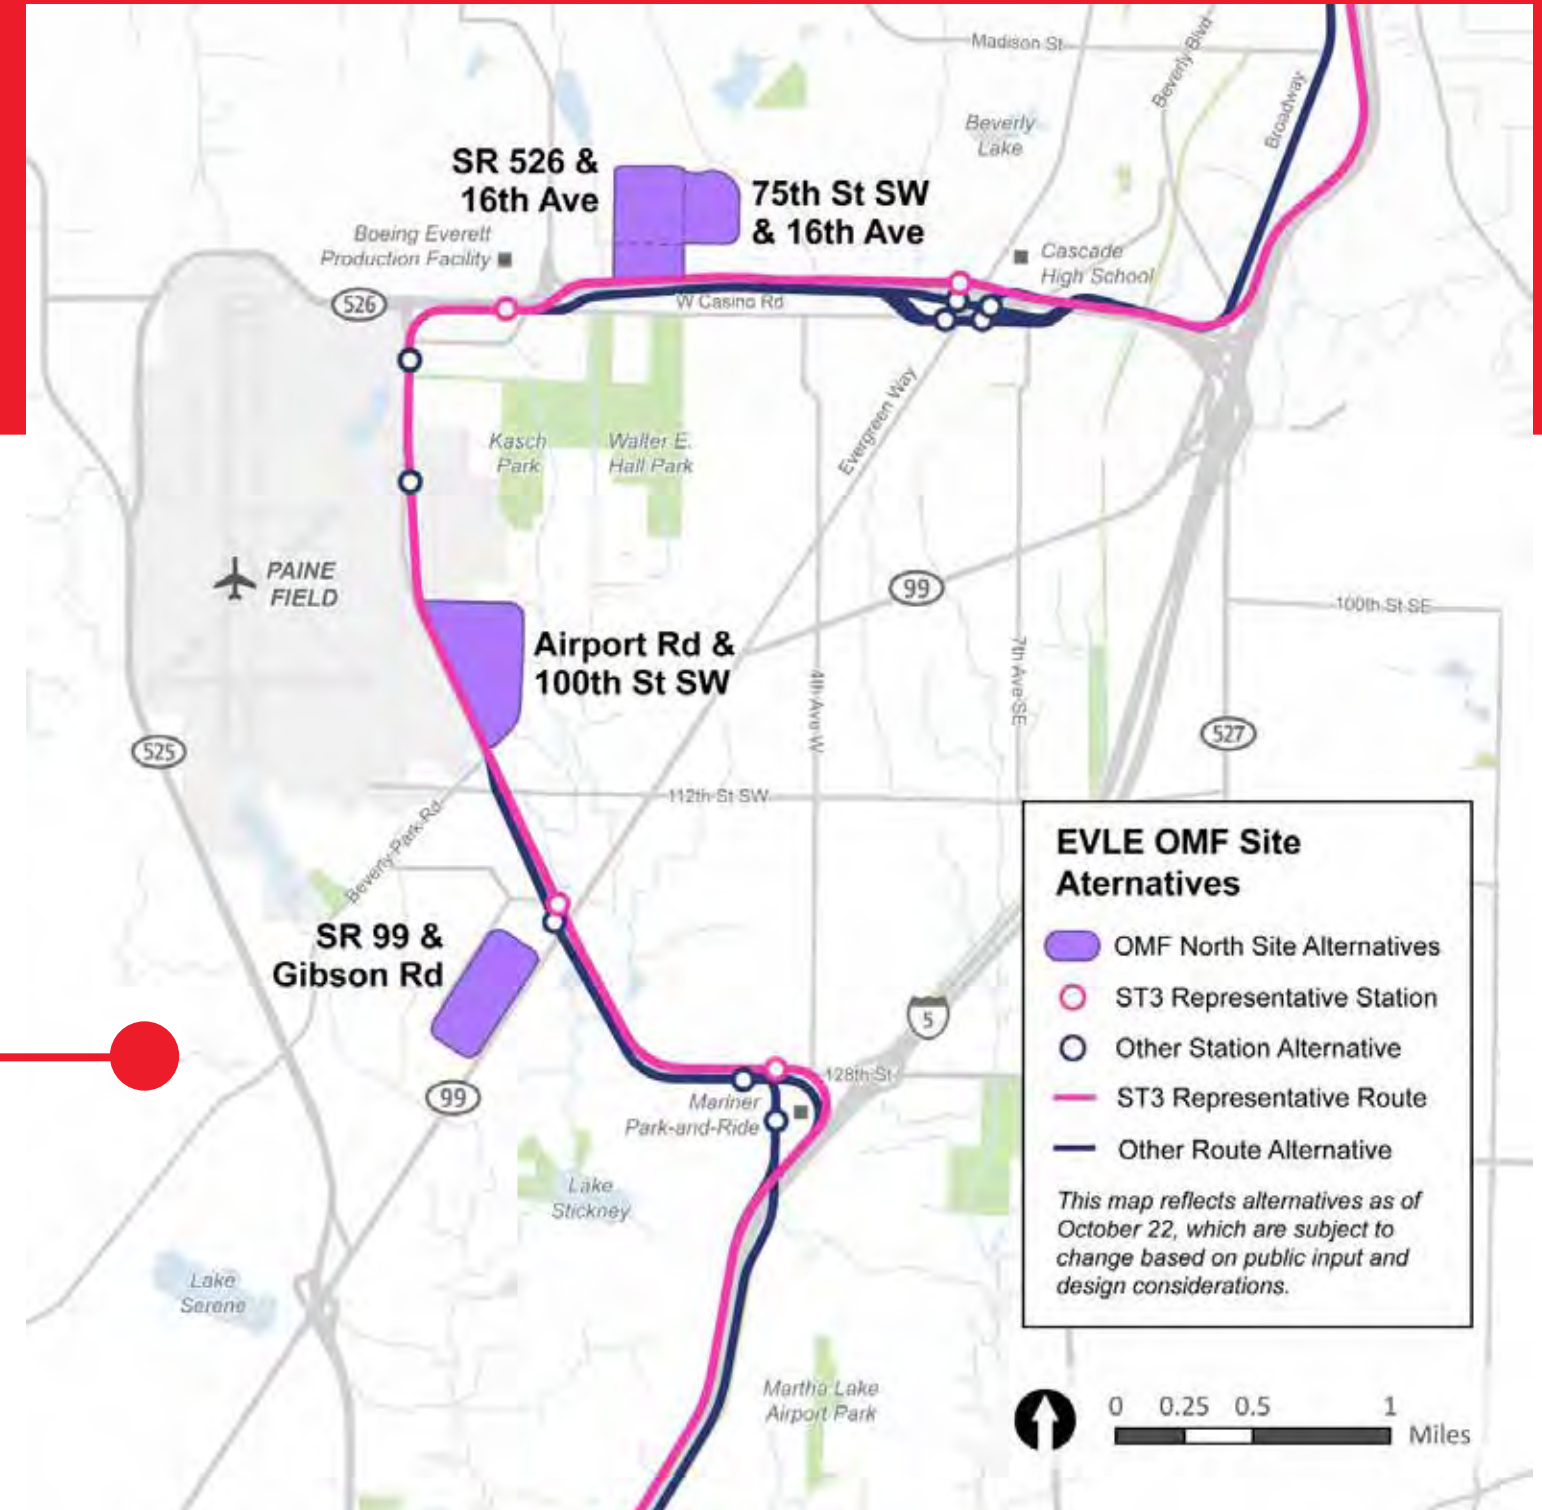 Madison St
Beverly Blvd
Broadway
Beverly
Lake
SR 526 &
16th Ave
75th St SW
& 16th Ave
Boeing Everett
Production Facility
Cascade
High School
526
W Casino Rd
Evergreen Way
Kasch
Park
Walter E.
Hall Park
PAINE
FIELD
99
100th St SE
Airport Rd &
100th St SW
4th Ave W
7th Ave SE
525
527
112th St SW
Beverly Park Rd
SR 99 &
Gibson Rd
5
99
128th St
Mariner
Park-and-Ride
Lake
Stickney
Lake
Serene
Martha Lake
Airport Park
EVLE OMF Site
Aternatives
OMF North Site Alternatives
ST3 Representative Station
Other Station Alternative
ST3 Representative Route
Other Route Alternative
This map reflects alternatives as of
October 22, which are subject to
change based on public input and
design considerations.
0 0.25 0.5 1
Miles